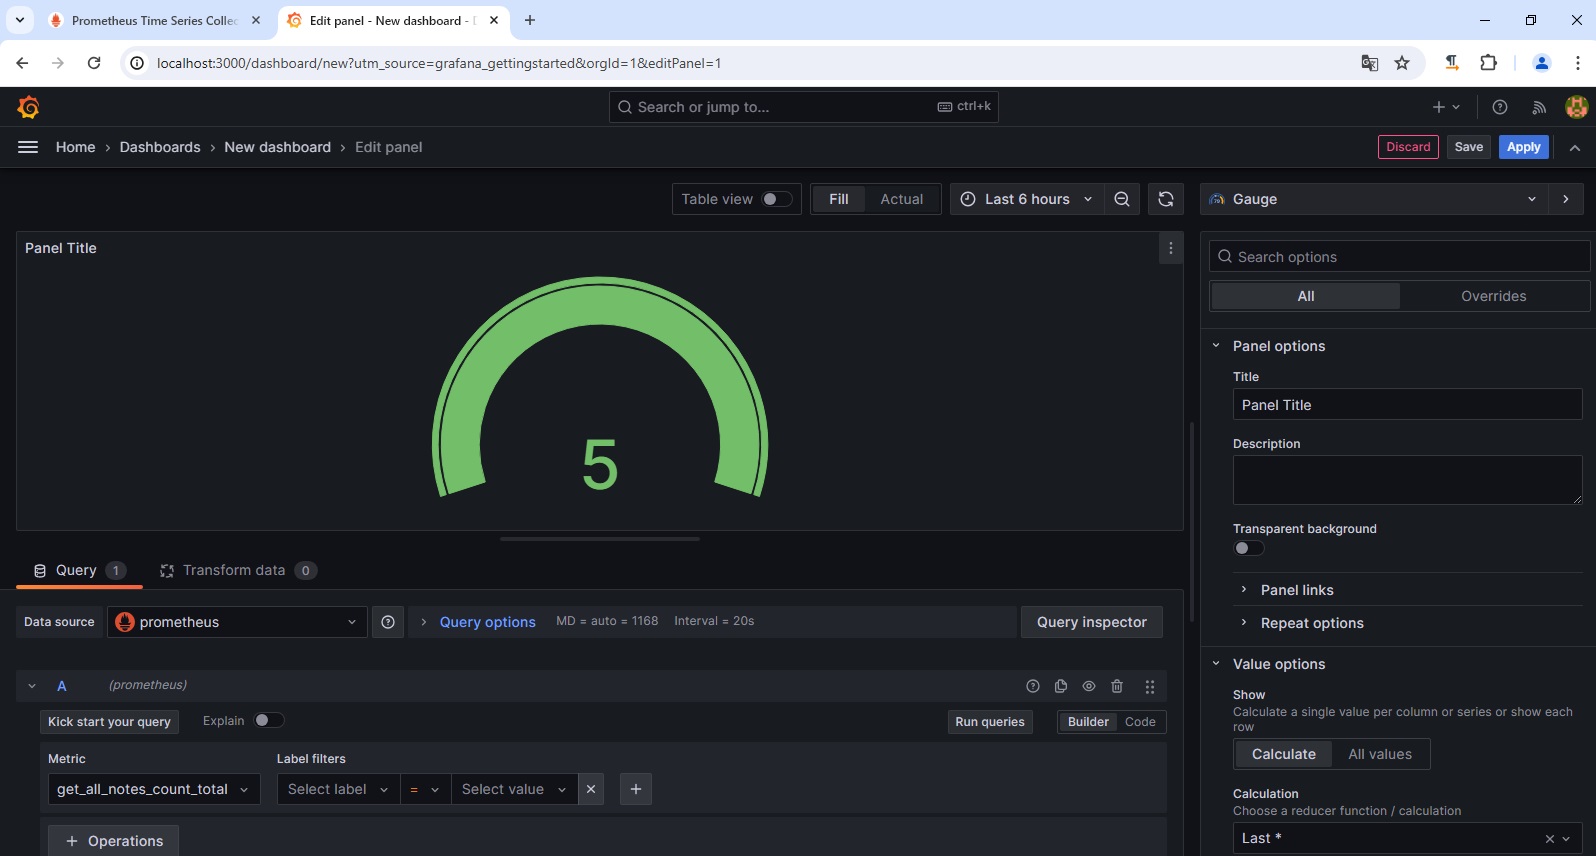 Prometheus Time Series Collec
Edit panel - New dashboard - D
localhost:3000/dashboard/new?utm_source=grafana_gettingstarted&orgId=1&editPanel=1
Search or jump to...
ctrl+k
Home › Dashboards › New dashboard › Edit panel
Discard
Save
Apply
Table view
Fill
Actual
Last 6 hours
Gauge
Panel Title
5
Search options
All
Overrides
Panel options
Title
Panel Title
Description
Transparent background
Panel links
Repeat options
Value options
Show
Calculate a single value per column or series or show each
row
Calculate
All values
Calculation
Choose a reducer function / calculation
Last *
Query 1
Transform data 0
Data source
prometheus
Query options
MD = auto = 1168
Interval = 20s
Query inspector
A
(prometheus)
Kick start your query
Explain
Run queries
Builder
Code
Metric
Label filters
get_all_notes_count_total
Select label
=
Select value
+ Operations